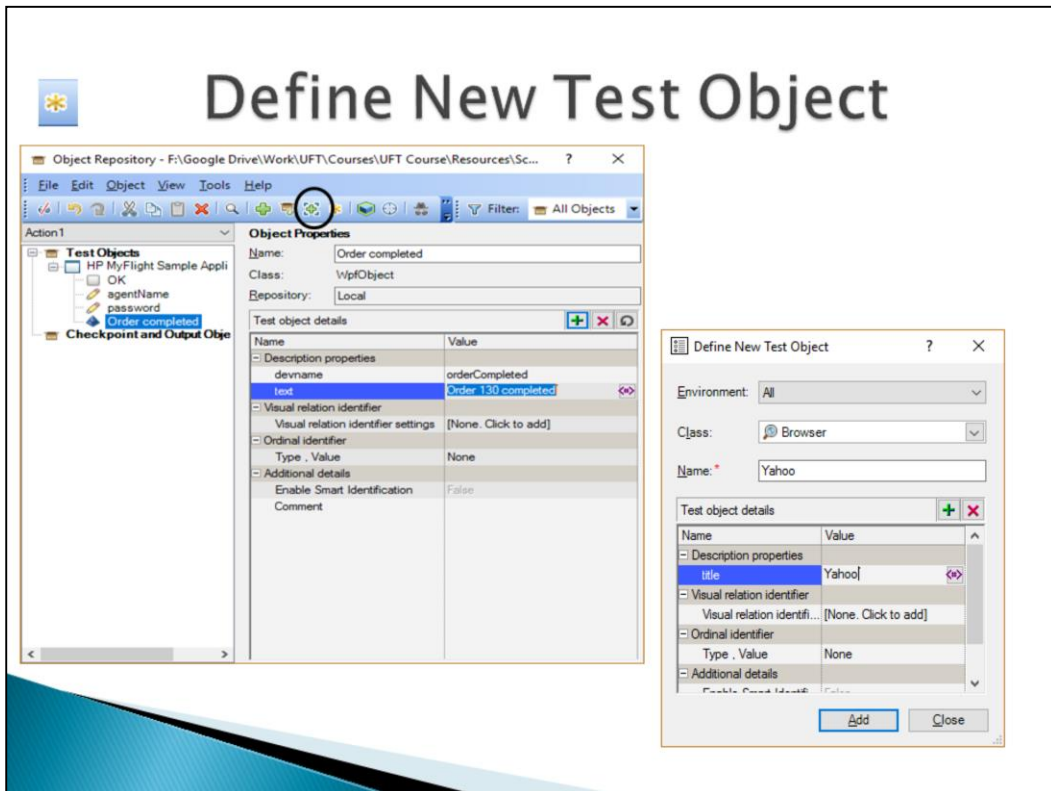 Define New Test Object
Object Repository - F:\Google Drive\Work\UFT\Courses\UFT Course\Resources\Sc... ? ×
File Edit Object View Tools Help
Filter: All Objects
Action1
Test Objects
HP MyFlight Sample Appli
OK
agentName
password
Order completed
Checkpoint and Output Obje
Object Properties
Name: Order completed
Class: WpfObject
Repository: Local
Test object details
Name Value
Description properties
devname orderCompleted
text Order 130 completed
Visual relation identifier
Visual relation identifier settings [None. Click to add]
Ordinal identifier
Type , Value None
Additional details
Enable Smart Identification False
Comment
Define New Test Object ? ×
Environment: All
Class: Browser
Name: * Yahoo
Test object details
Name Value
Description properties
title Yahoo
Visual relation identifier
Visual relation identifi... [None. Click to add]
Ordinal identifier
Type , Value None
Additional details
Add Close